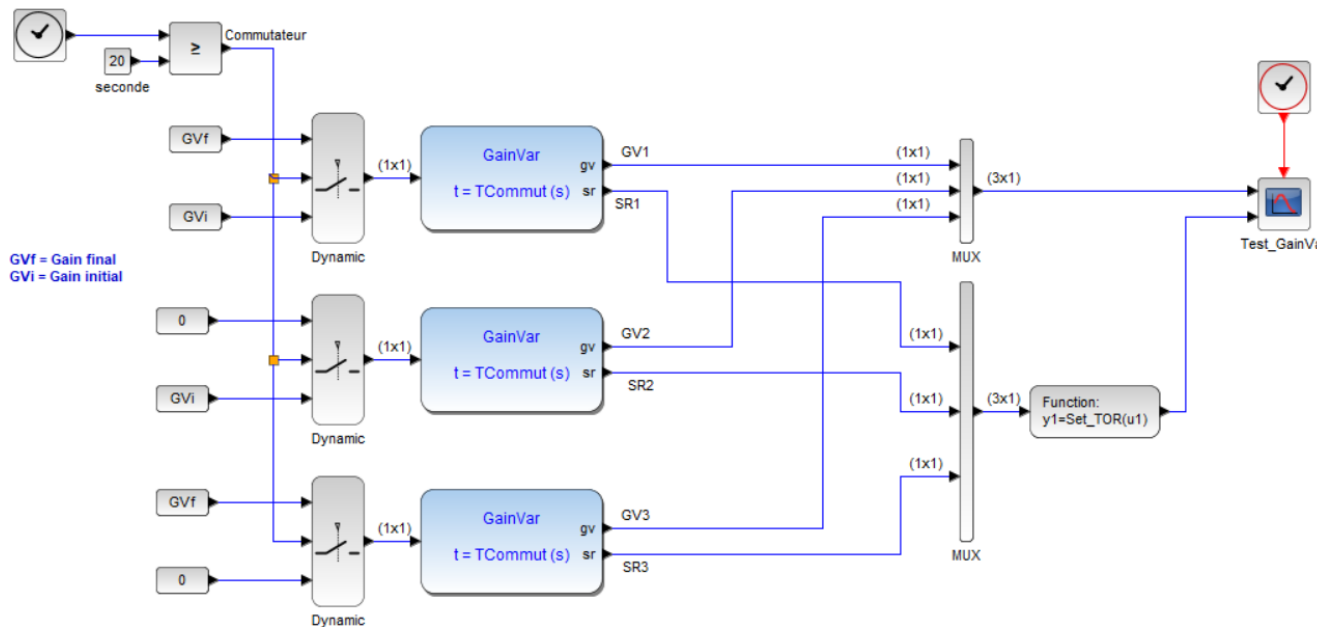 Commutateur
≥
20
seconde
GVf
GVi
Dynamic
(1x1)
GainVar
t = TCommut (s)
gv
sr
GV1
SR1
(1x1)
(1x1)
(1x1)
MUX
(3x1)
Test_GainVa
GVf = Gain final
GVi = Gain initial
0
GVi
Dynamic
(1x1)
GainVar
t = TCommut (s)
gv
sr
GV2
SR2
(1x1)
(1x1)
(1x1)
MUX
(3x1)
Function:
y1=Set_TOR(u1)
GVf
0
Dynamic
(1x1)
GainVar
t = TCommut (s)
gv
sr
GV3
SR3